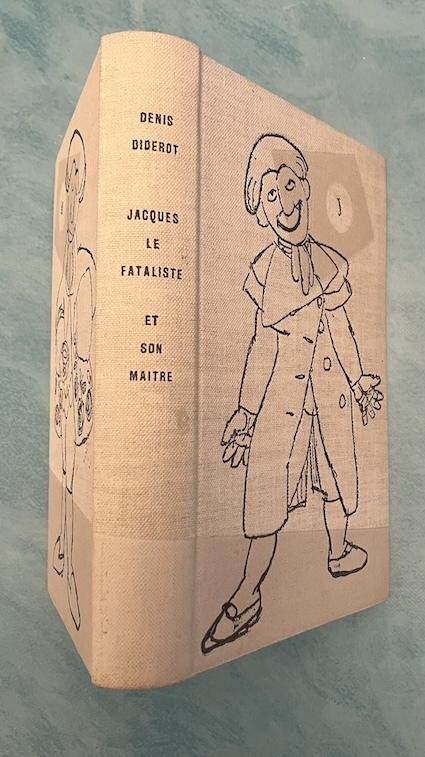 DENIS
DIDEROT
JACQUES
LE
FATALISTE
ET
SON
MAITRE
J